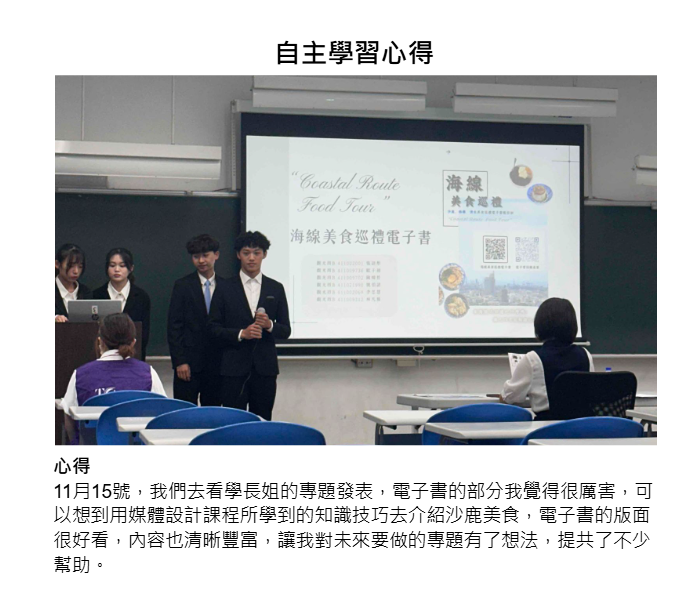 自主學習心得
“Coastal Route
Food Tour”
海線美食巡禮電子書
海線
美食巡禮
心得
11月15號，我們去看學長姐的專題發表，電子書的部分我覺得很厲害，可
以想到用媒體設計課程所學到的知識技巧去介紹沙鹿美食，電子書的版面
很好看，內容也清晰豐富，讓我對未來要做的專題有了想法，提共了不少
幫助。